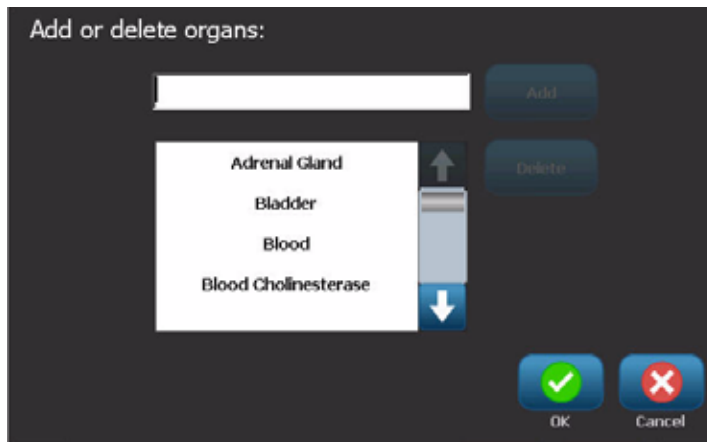 Add or delete organs:
Add
Adrenal Gland
Delete
Bladder
Blood
Blood Cholinesterase
OK
Cancel